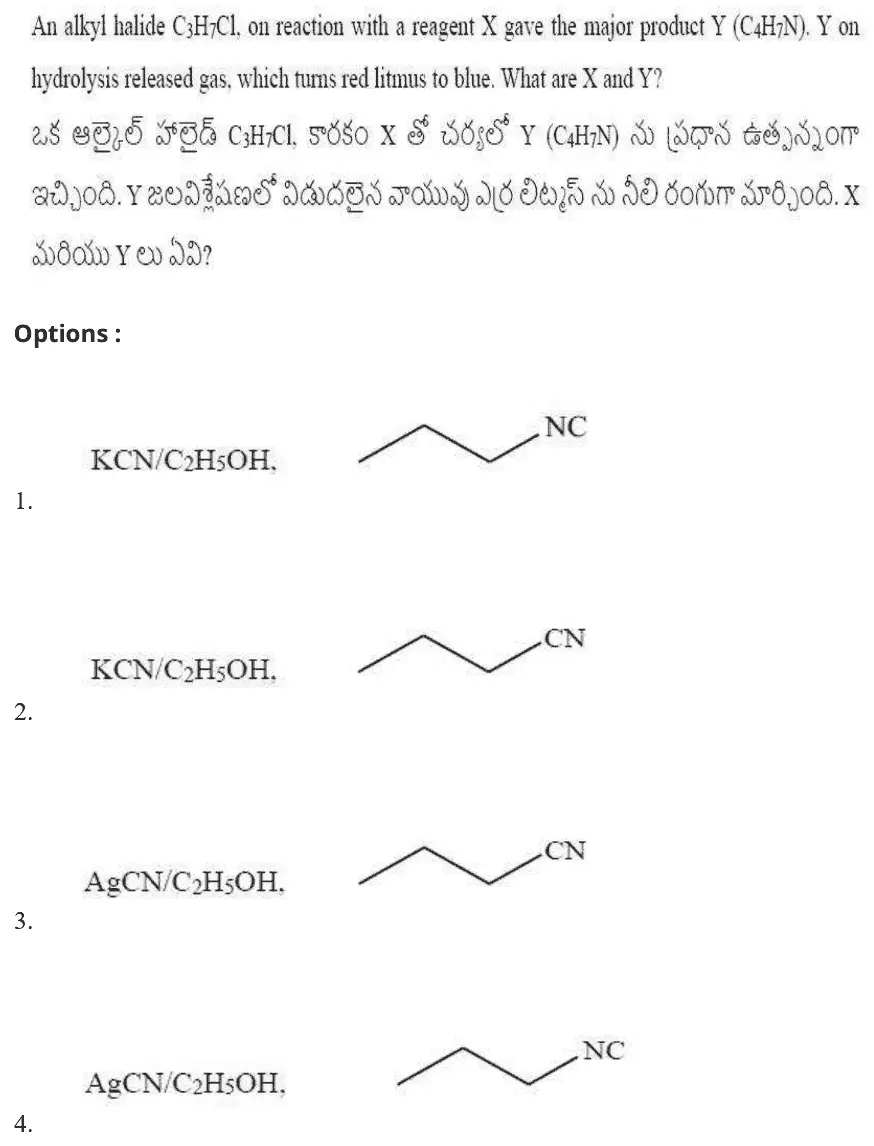 An alkyl halide C3H7Cl, on reaction with a reagent X gave the major product Y (C4H7N). Y on
hydrolysis released gas, which turns red litmus to blue. What are X and Y?
ఒక ఆల్కైల్ హాలైడ్ C3H7Cl, కారకం X తో చర్యలో Y (C4H7N) ను ప్రధాన ఉత్పన్నంగా
ఇచ్చింది. Y జలవిశ్లేషణలో విడుదలైన వాయువు ఎర్ర లిట్మస్ ను నీలి రంగుగా మార్చింది. X
మరియు Y లు ఏవి?
Options :
NC
KCN/C2H5OH,
1.
CN
KCN/C2H5OH,
2.
CN
AgCN/C2H5OH,
3.
NC
AgCN/C2H5OH,
4.